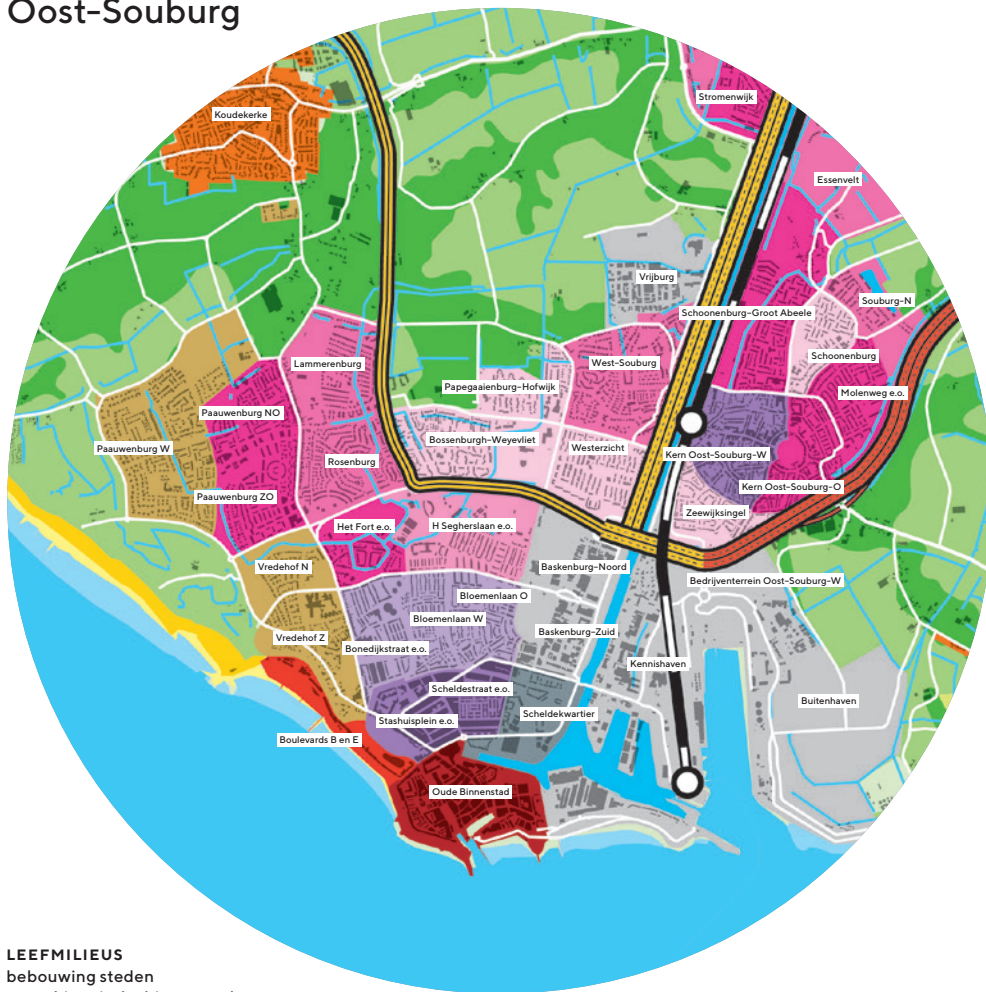 Oost-Souburg
Stromenwijk
Koudekerke
Essenvelt
Vrijburg
Souburg-N
Schoonenburg-Groot Abeele
Schoonenburg
Lammerenburg
West-Souburg
Papegaaienburg-Hofwijk
Molenweg e.o.
Paauwenburg NO
Bossenburgh-Weyevliet
Paauwenburg W
Westerzicht
Kern Oost-Souburg-W
Rosenburg
Kern Oost-Souburg-O
Paauwenburg ZO
Zeewijksingel
Het Fort e.o.
H Segherslaan e.o.
Vredehof N
Baskenburg-Noord
Bedrijventerrein Oost-Souburg-W
Bloemenlaan O
Bloemenlaan W
Baskenburg-Zuid
Vredehof Z
Bonedijkstraat e.o.
Kennishaven
Scheldestraat e.o.
Buitenhaven
Scheldekwartier
Stashuisplein e.o.
Boulevards B en E
Oude Binnenstad
LEEFMILIEUS
bebouwing steden